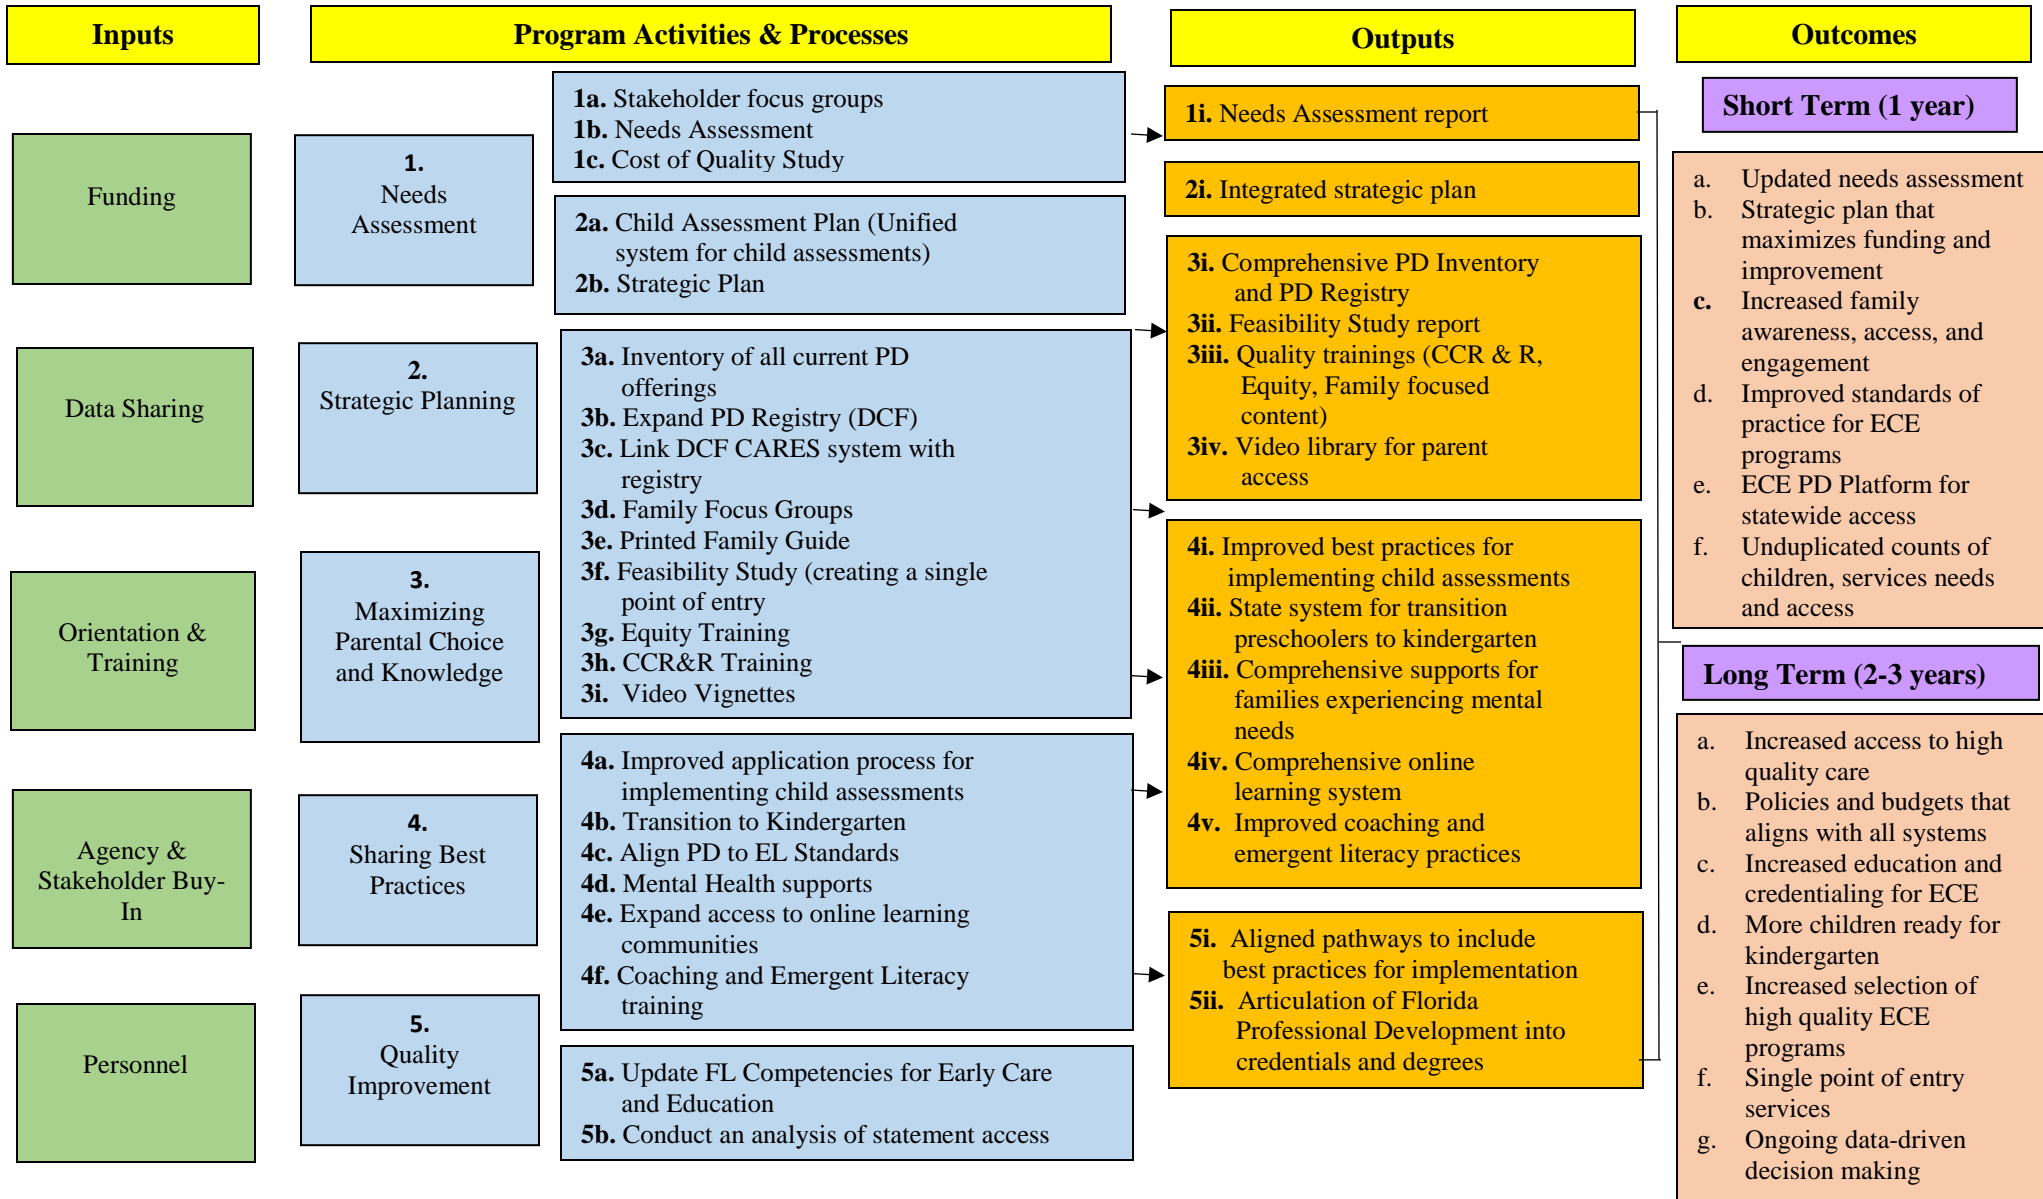 Inputs
Program Activities & Processes
Outputs
Outcomes
Funding
Data Sharing
Orientation &
Training
Agency &
Stakeholder Buy-
In
Personnel
1.
Needs
Assessment
2.
Strategic Planning
3.
Maximizing
Parental Choice
and Knowledge
4.
Sharing Best
Practices
5.
Quality
Improvement
1a. Stakeholder focus groups
1b. Needs Assessment
1c. Cost of Quality Study
2a. Child Assessment Plan (Unified
system for child assessments)
2b. Strategic Plan
3a. Inventory of all current PD
offerings
3b. Expand PD Registry (DCF)
3c. Link DCF CARES system with
registry
3d. Family Focus Groups
3e. Printed Family Guide
3f. Feasibility Study (creating a single
point of entry
3g. Equity Training
3h. CCR&R Training
3i. Video Vignettes
4a. Improved application process for
implementing child assessments
4b. Transition to Kindergarten
4c. Align PD to EL Standards
4d. Mental Health supports
4e. Expand access to online learning
communities
4f. Coaching and Emergent Literacy
training
5a. Update FL Competencies for Early Care
and Education
5b. Conduct an analysis of statement access
1i. Needs Assessment report
2i. Integrated strategic plan
3i. Comprehensive PD Inventory
and PD Registry
3ii. Feasibility Study report
3iii. Quality trainings (CCR & R,
Equity, Family focused
content)
3iv. Video library for parent
access
4i. Improved best practices for
implementing child assessments
4ii. State system for transition
preschoolers to kindergarten
4iii. Comprehensive supports for
families experiencing mental
needs
4iv. Comprehensive online
learning system
4v. Improved coaching and
emergent literacy practices
5i. Aligned pathways to include
best practices for implementation
5ii. Articulation of Florida
Professional Development into
credentials and degrees
Short Term (1 year)
a. Updated needs assessment
b. Strategic plan that
maximizes funding and
improvement
c. Increased family
awareness, access, and
engagement
d. Improved standards of
practice for ECE
programs
e. ECE PD Platform for
statewide access
f. Unduplicated counts of
children, services needs
and access
Long Term (2-3 years)
a. Increased access to high
quality care
b. Policies and budgets that
aligns with all systems
c. Increased education and
credentialing for ECE
d. More children ready for
kindergarten
e. Increased selection of
high quality ECE
programs
f. Single point of entry
services
g. Ongoing data-driven
decision making